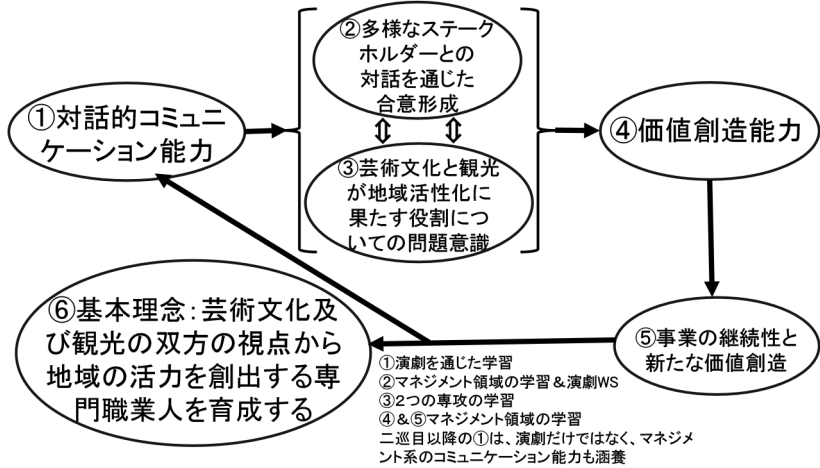 ①対話的コミュニ
ケーション能力
②多様なステーク
ホルダーとの
対話を通じた
合意形成
③芸術文化と観光
が地域活性化に
果たす役割につ
いての問題意識
④価値創造能力
⑤事業の継続性と
新たな価値創造
⑥基本理念：芸術文化及
び観光の双方の視点から
地域の活力を創出する専
門職業人を育成する
①演劇を通じた学習
②マネジメント領域の学習＆演劇WS
③２つの専攻の学習
④＆⑤マネジメント領域の学習
二巡目以降の①は、演劇だけではなく、マネジメ
ント系のコミュニケーション能力も涵養